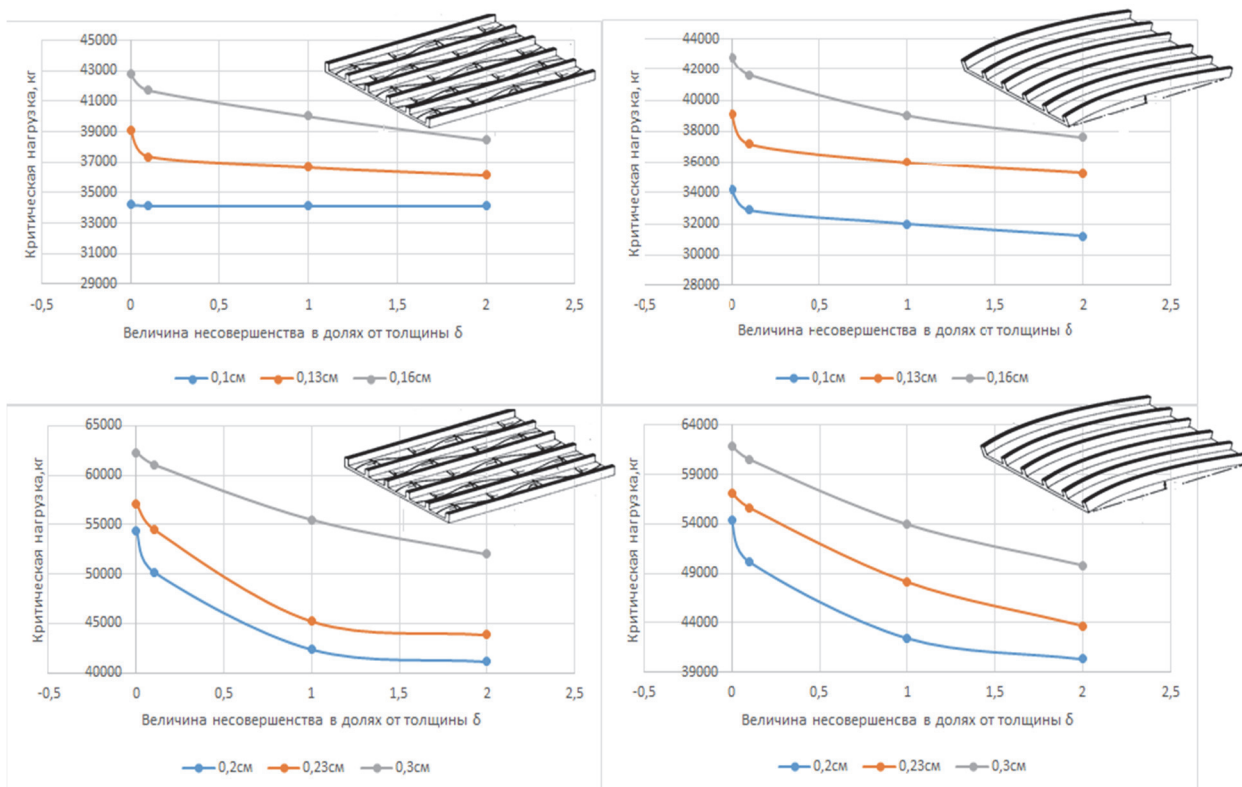 45000
43000
41000
39000
37000
35000
33000
31000
29000
Критическая нагрузка, кг
-0,5
0
0,5
1
1,5
2
2,5
Величина несовершенства в долях от толщины δ
0,1см
0,13см
0,16см
44000
42000
40000
38000
36000
34000
32000
30000
28000
Критическая нагрузка, кг
-0,5
0
0,5
1
1,5
2
2,5
Величина несовершенства в долях от толщины δ
0,1см
0,13см
0,16см
65000
60000
55000
50000
45000
40000
Критическая нагрузка,кг
-0,5
0
0,5
1
1,5
2
2,5
Величина несовершенства в долях от толщины δ
0,2см
0,23см
0,3см
64000
59000
54000
49000
44000
39000
Критическая нагрузка,кг
-0,5
0
0,5
1
1,5
2
2,5
Величина несовершенсва в долях от толщины δ
0,2см
0,23см
0,3см